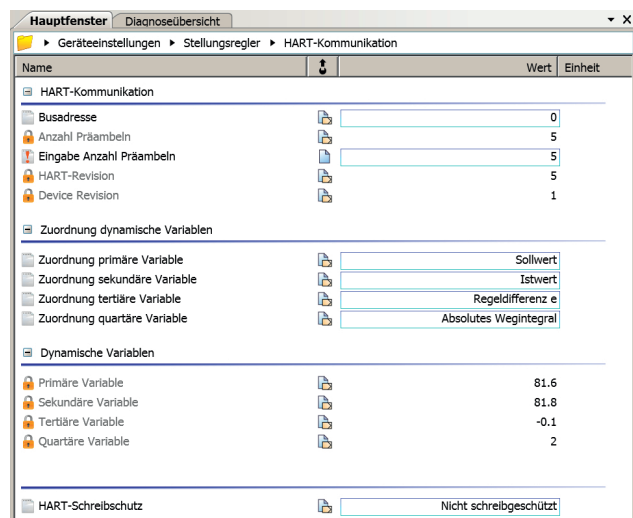 Hauptfenster Diagnoseübersicht
Geräteeinstellungen Stellungsregler HART-Kommunikation
Name Wert Einheit
HART-Kommunikation
Busadresse 0
Anzahl Präambeln 5
Eingabe Anzahl Präambeln 5
HART-Revision 5
Device Revision 1
Zuordnung dynamische Variablen
Zuordnung primäre Variable Sollwert
Zuordnung sekundäre Variable Istwert
Zuordnung tertiäre Variable Regeldifferenz e
Zuordnung quartäre Variable Absolutes Wegintegral
Dynamische Variablen
Primäre Variable 81.6
Sekundäre Variable 81.8
Tertiäre Variable -0.1
Quartäre Variable 2
HART-Schreibschutz Nicht schreibgeschützt